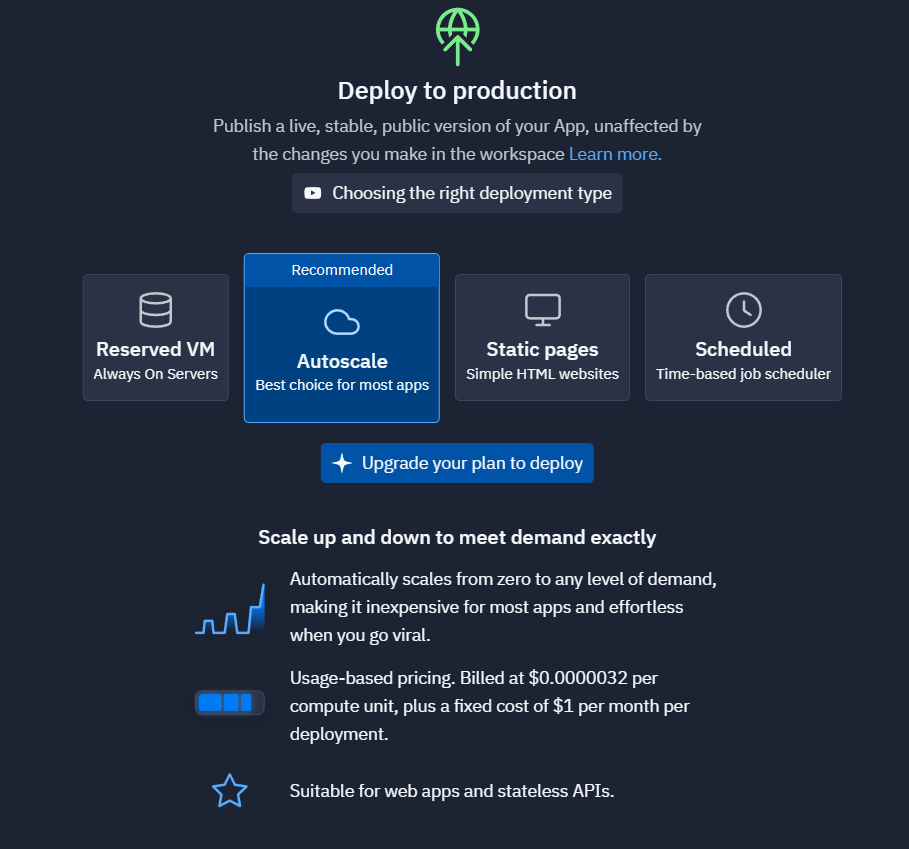 Deploy to production
Publish a live, stable, public version of your App, unaffected by
the changes you make in the workspace Learn more.
Choosing the right deployment type
Reserved VM
Always On Servers
Recommended
Autoscale
Best choice for most apps
Static pages
Simple HTML websites
Scheduled
Time-based job scheduler
Upgrade your plan to deploy
Scale up and down to meet demand exactly
Automatically scales from zero to any level of demand,
making it inexpensive for most apps and effortless
when you go viral.
Usage-based pricing. Billed at $0.0000032 per
compute unit, plus a fixed cost of $1 per month per
deployment.
Suitable for web apps and stateless APIs.